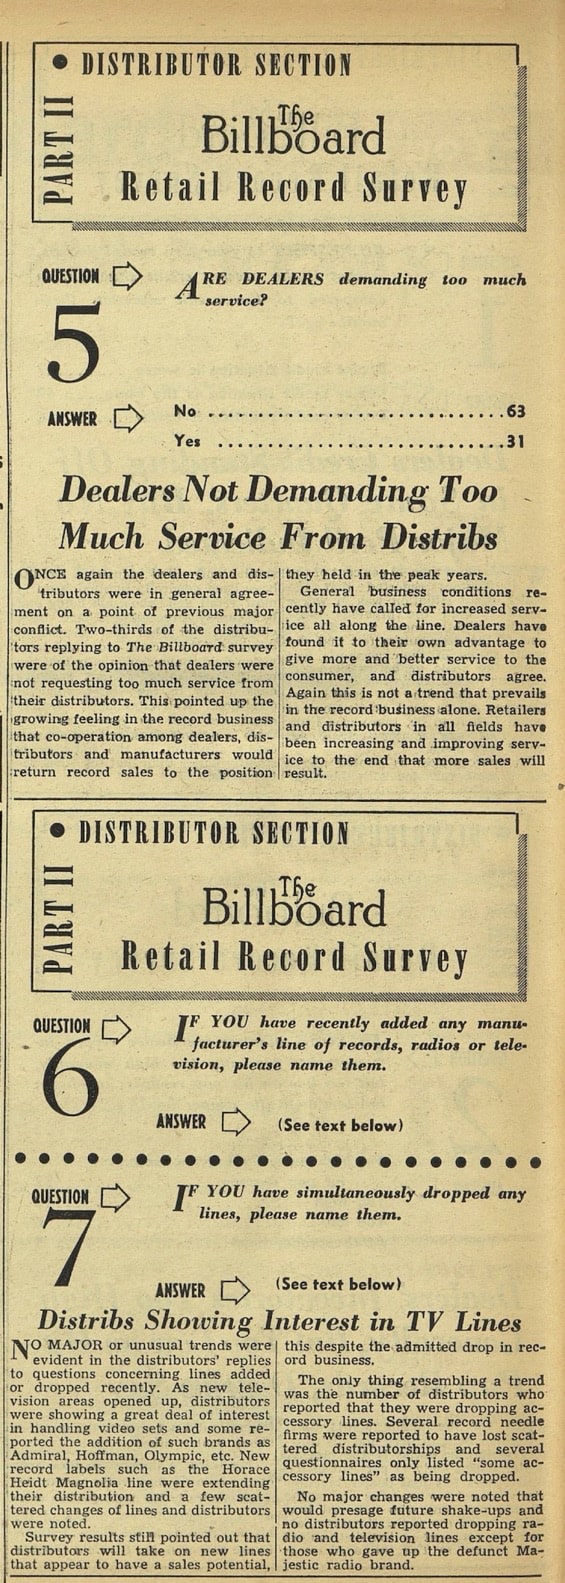 • DISTRIBUTOR SECTION
PART II
The
Billboard
Retail Record Survey
QUESTION
5
ARE DEALERS demanding too much
service?
ANSWER
No ............................63
Yes ...........................31
Dealers Not Demanding Too
Much Service From Distribs
ONCE again the dealers and dis-
tributors were in general agree-
ment on a point of previous major
conflict. Two-thirds of the distribu-
tors replying to The Billboard survey
were of the opinion that dealers were
not requesting too much service from
their distributors. This pointed up the
growing feeling in the record business
that co-operation among dealers, dis-
tributors and manufacturers would
return record sales to the position
they held in the peak years.
General business conditions re-
cently have called for increased serv-
ice all along the line. Dealers have
found it to their own advantage to
give more and better service to the
consumer, and distributors agree.
Again this is not a trend that prevails
in the record business alone. Retailers
and distributors in all fields have
been increasing and improving serv-
ice to the end that more sales will
result.
• DISTRIBUTOR SECTION
PART II
The
Billboard
Retail Record Survey
QUESTION
6
IF YOU have recently added any manu-
facturer's line of records, radios or tele-
vision, please name them.
ANSWER
(See text below)
QUESTION
7
IF YOU have simultaneously dropped any
lines, please name them.
ANSWER
(See text below)
Distribs Showing Interest in TV Lines
NO MAJOR or unusual trends were
evident in the distributors' replies
to questions concerning lines added
or dropped recently. As new tele-
vision areas opened up, distributors
were showing a great deal of interest
in handling video sets and some re-
ported the addition of such brands as
Admiral, Hoffman, Olympic, etc. New
record labels such as the Horace
Heidt Magnolia line were extending
their distribution and a few scat-
tered changes of lines and distributors
were noted.
Survey results still pointed out that
distributors will take on new lines
that appear to have a sales potential,
this despite the admitted drop in rec-
ord business.
The only thing resembling a trend
was the number of distributors who
reported that they were dropping ac-
cessory lines. Several record needle
firms were reported to have lost scat-
tered distributorships and several
questionnaires only listed "some ac-
cessory lines" as being dropped.
No major changes were noted that
would presage future shake-ups and
no distributors reported dropping ra-
dio and television lines except for
those who gave up the defunct Ma-
jestic radio brand.